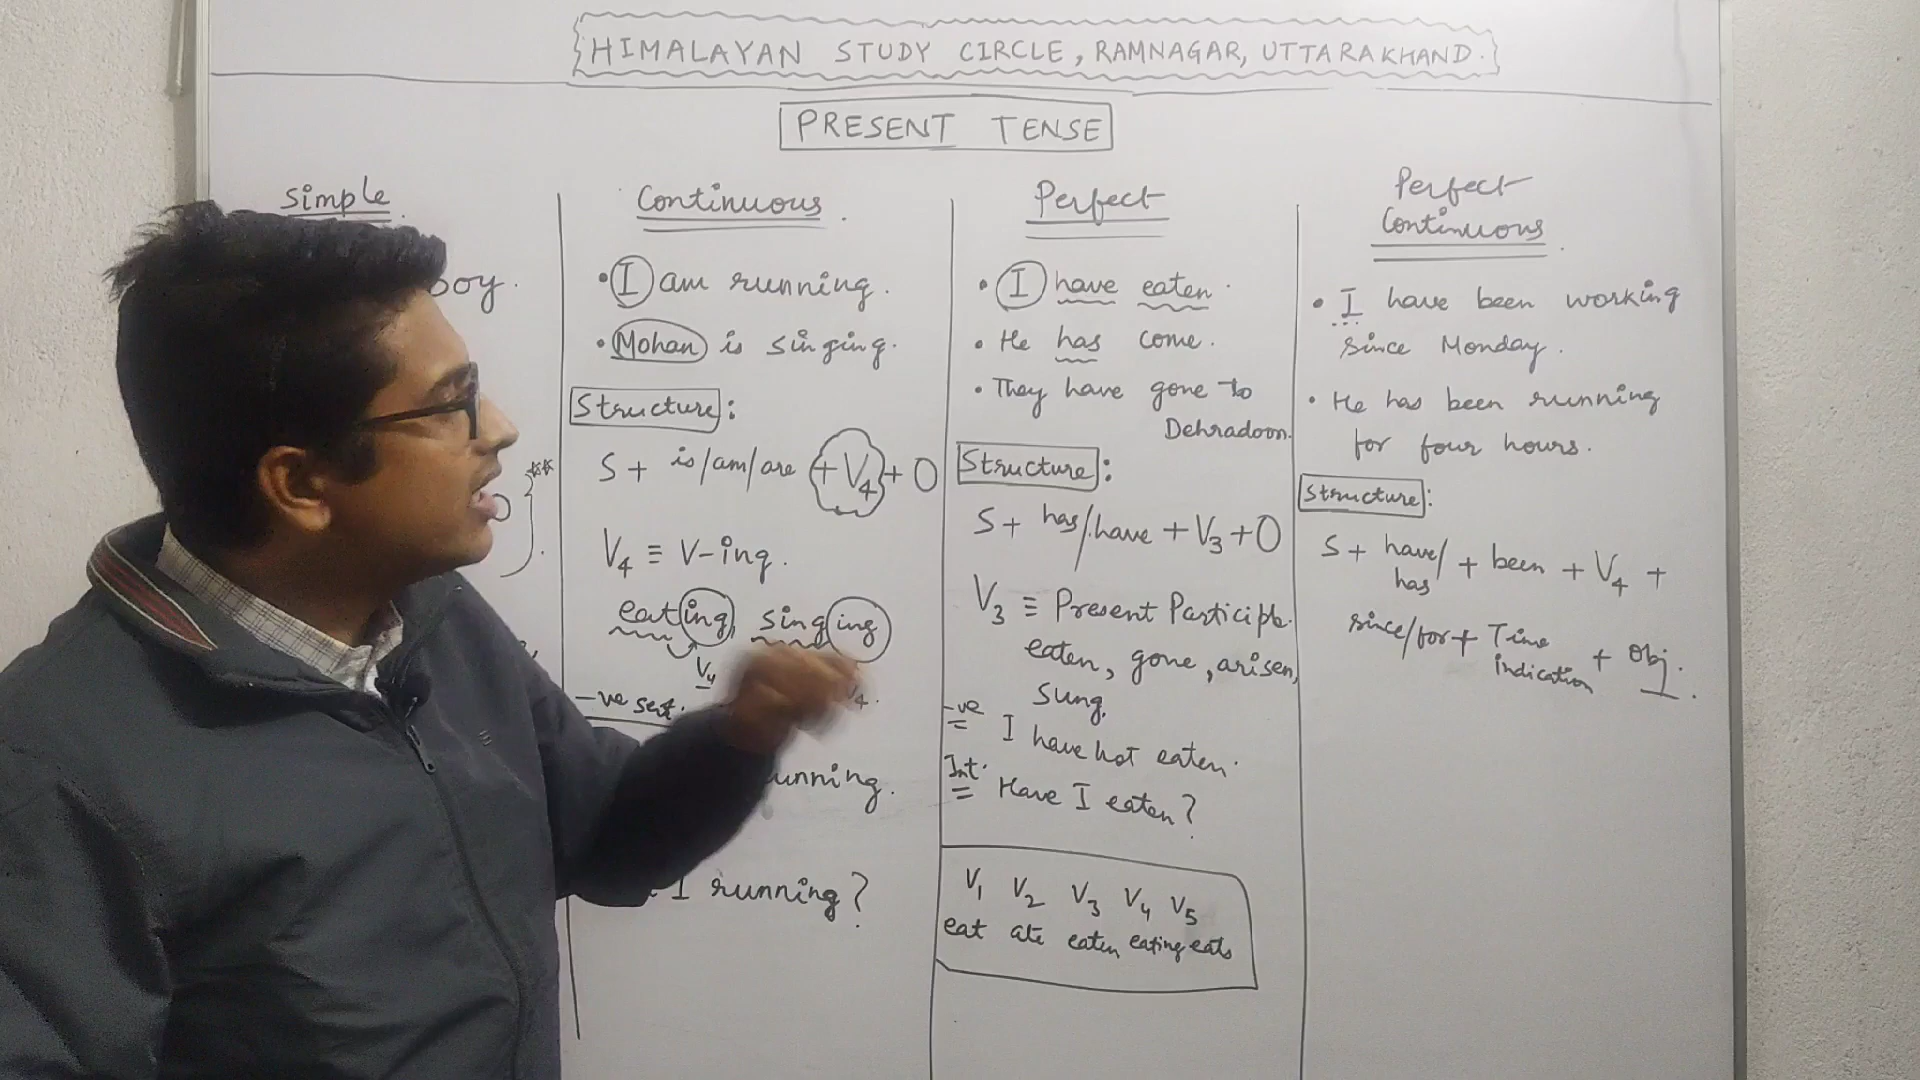 HIMALAYAN STUDY CIRCLE, RAMNAGAR, UTTARAKHAND.
PRESENT TENSE
Simple.
boy.
**
Continuous.
• I am running.
• Mohan is singing.
Structure:
S + is/am/are + V4 + O
V4 ≡ V-ing.
eating, singing
V4
V4.
-ve sent.
running.
I running?
Perfect
• I have eaten.
• He has come.
• They have gone to
Dehradoon.
Structure:
S + has/have + V3 + O
V3 ≡ Present Participle.
eaten, gone, arisen,
sung.
-ve I have not eaten.
Int. Have I eaten?
V1 V2 V3 V4 V5
eat ate eaten eating eats
Perfect
Continuous.
• I have been working
since Monday.
• He has been running
for four hours.
Structure:
S + have/has + been + V4 +
since/for + Time indication + Obj.